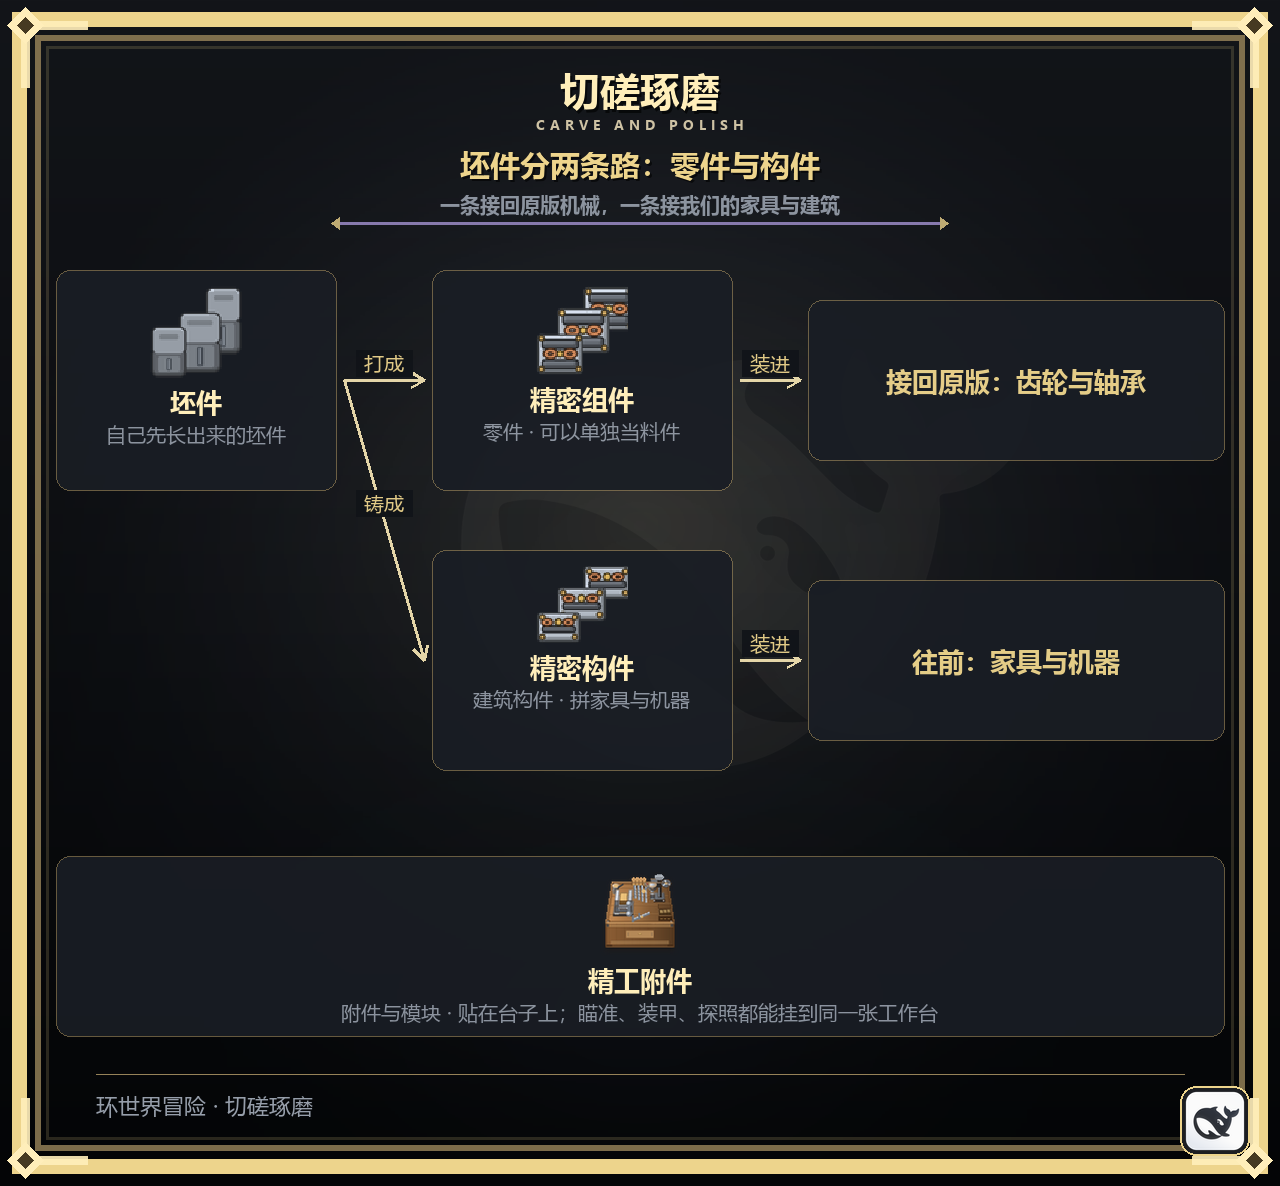 切磋琢磨
CARVE AND POLISH
坯件分两条路：零件与构件
一条接回原版机械，一条接我们的家具与建筑
坯件
自己先长出来的坯件
打成
铸成
精密组件
零件 · 可以单独当料件
装进
接回原版：齿轮与轴承
精密构件
建筑构件 · 拼家具与机器
装进
往前：家具与机器
精工附件
附件与模块 · 贴在台子上；瞄准、装甲、探照都能挂到同一张工作台
环世界冒险 · 切磋琢磨